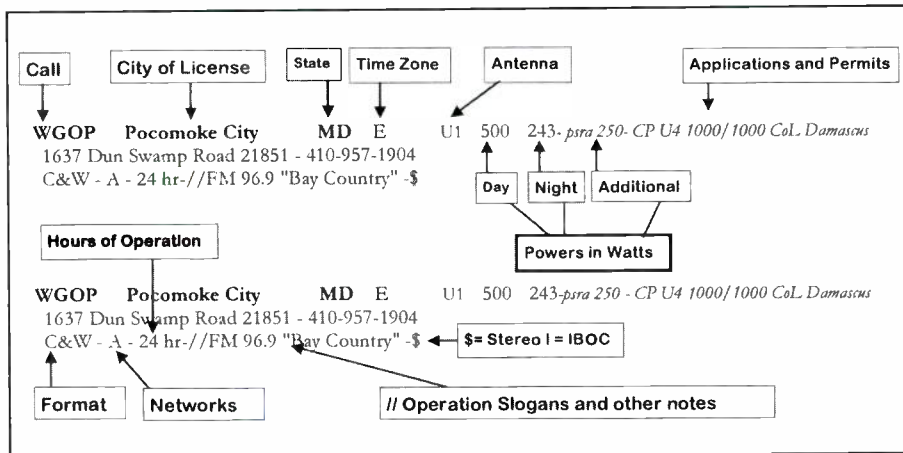 Call City of License State Time Zone Antenna Applications and Permits
WGOP Pocomoke City MD E U1 500 243- psra 250- CP U4 1000/1000 CoL Damascus
1637 Dun Swamp Road 21851 - 410-957-1904
C&W - A - 24 hr-//FM 96.9 "Bay Country" -$
Day Night Additional
Hours of Operation
Powers in Watts
WGOP Pocomoke City MD E U1 500 243-psra 250 - CP U4 1000/1000 CoL Damascus
1637 Dun Swamp Road 21851 - 410-957-1904
C&W - A - 24 hr-//FM 96.9 "Bay Country" -$
$= Stereo I = IBOC
Format Networks // Operation Slogans and other notes